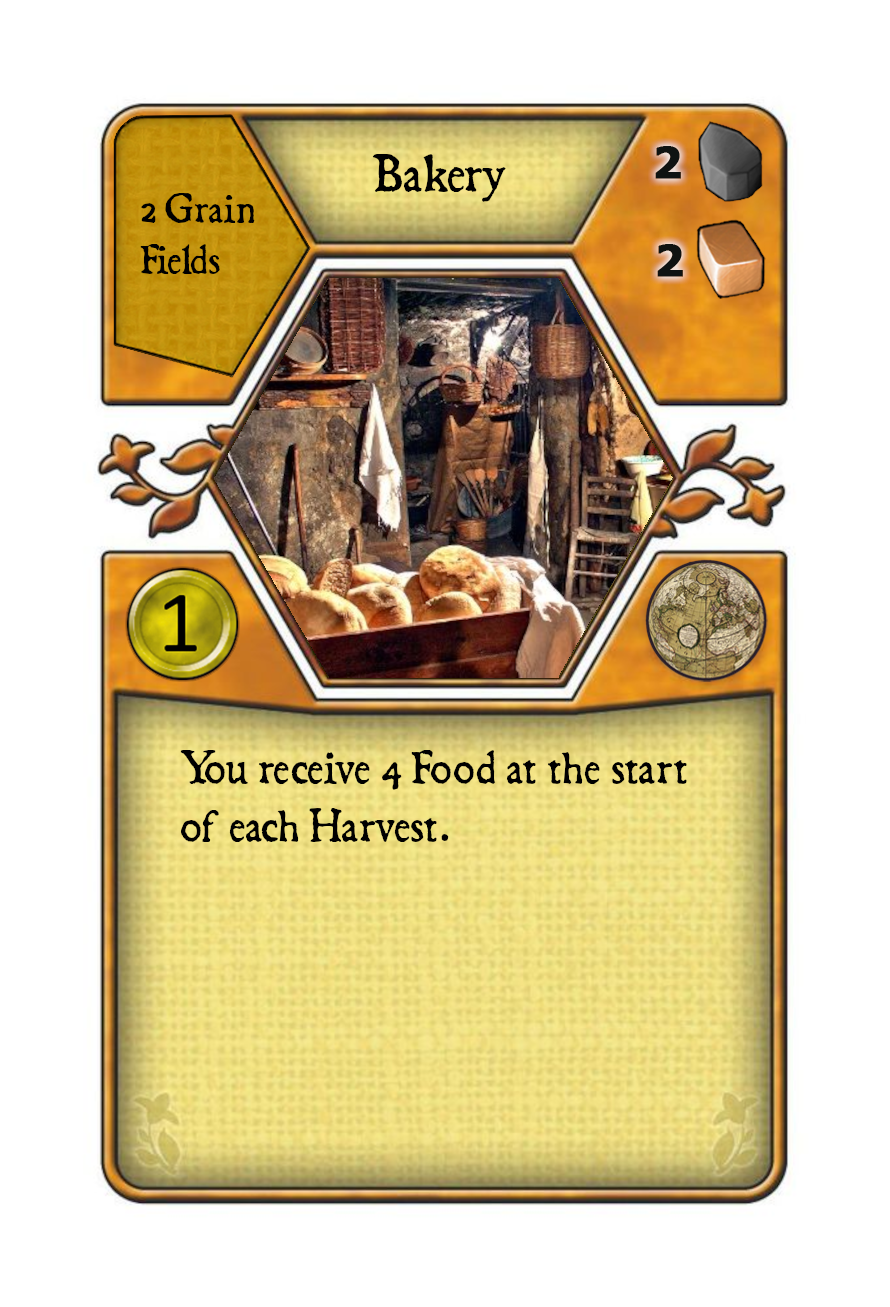 2 Grain
Fields
Bakery
2
2
1
You receive 4 Food at the start
of each Harvest.